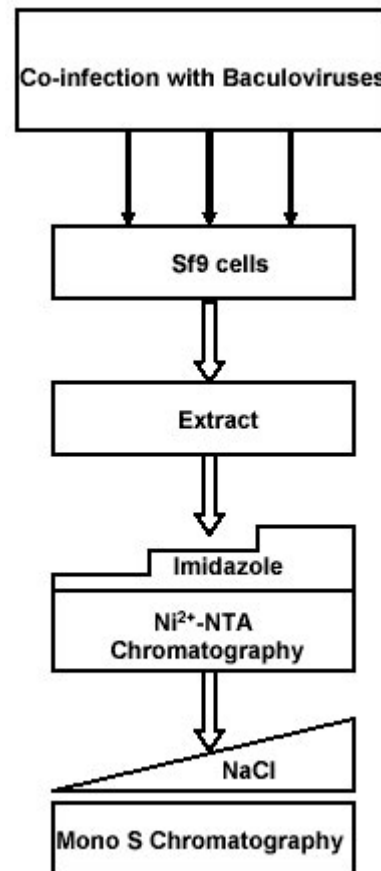 Co-infection with Baculoviruses
Sf9 cells
Extract
Imidazole
Ni²⁺-NTA
Chromatography
NaCl
Mono S Chromatography